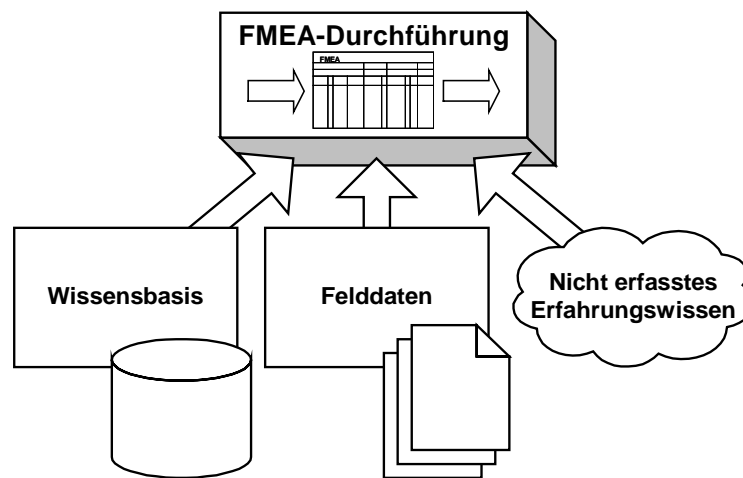 FMEA-Durchführung
FMEA
Wissensbasis
Felddaten
Nicht erfasstes
Erfahrungswissen